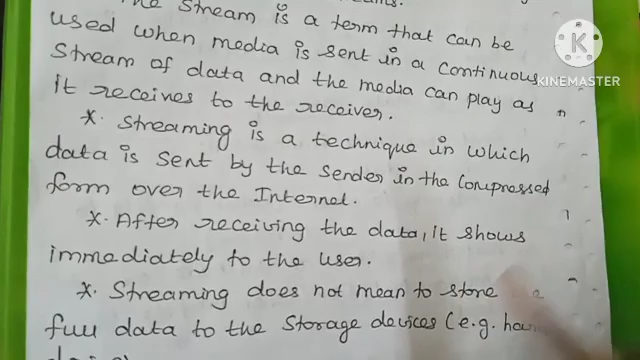 The Stream is a term that can be
used when media is sent in a continuous
Stream of data and the media can play as
it receives to the receiver.
*. Streaming is a technique in which
data is sent by the sender in the compressed
form over the Internet.
*. After receiving the data, it shows
immediately to the user.
*. Streaming does not mean to store
full data to the storage devices (e.g.
KINEMASTER